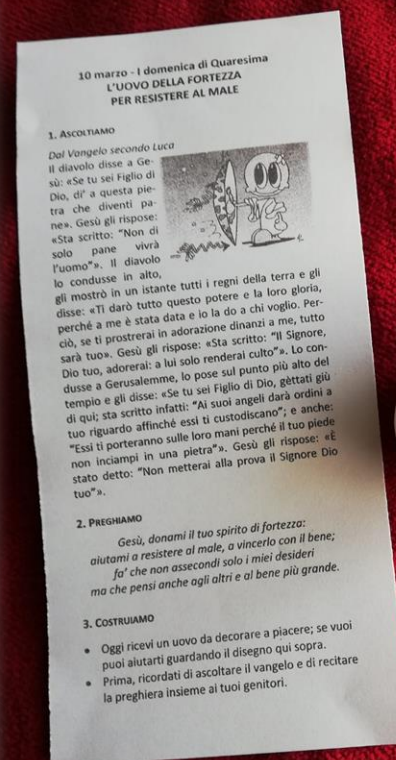 10 marzo - I domenica di Quaresima
L'UOVO DELLA FORTEZZA
PER RESISTERE AL MALE
1. ASCOLTIAMO
Dal Vangelo secondo Luca
Il diavolo disse a Ge-
sù: «Se tu sei Figlio di
Dio, di' a questa pie-
tra che diventi pa-
ne». Gesù gli rispose:
«Sta scritto: "Non di
solo pane vivrà
l'uomo"». Il diavolo
lo condusse in alto,
gli mostrò in un istante tutti i regni della terra e gli
disse: «Ti darò tutto questo potere e la loro gloria,
perché a me è stata data e io la do a chi voglio. Per-
ciò, se ti prostrerai in adorazione dinanzi a me, tutto
sarà tuo». Gesù gli rispose: «Sta scritto: "Il Signore,
Dio tuo, adorerai: a lui solo renderai culto"». Lo con-
dusse a Gerusalemme, lo pose sul punto più alto del
tempio e gli disse: «Se tu sei Figlio di Dio, gèttati giù
di qui; sta scritto infatti: "Ai suoi angeli darà ordini a
tuo riguardo affinché essi ti custodiscano"; e anche:
"Essi ti porteranno sulle loro mani perché il tuo piede
non inciampi in una pietra"». Gesù gli rispose: «È
stato detto: "Non metterai alla prova il Signore Dio
tuo"».
2. PREGHIAMO
Gesù, donami il tuo spirito di fortezza:
aiutami a resistere al male, a vincerlo con il bene;
fa' che non assecondi solo i miei desideri
ma che pensi anche agli altri e al bene più grande.
3. COSTRUIAMO
• Oggi ricevi un uovo da decorare a piacere; se vuoi
puoi aiutarti guardando il disegno qui sopra.
• Prima, ricordati di ascoltare il vangelo e di recitare
la preghiera insieme ai tuoi genitori.